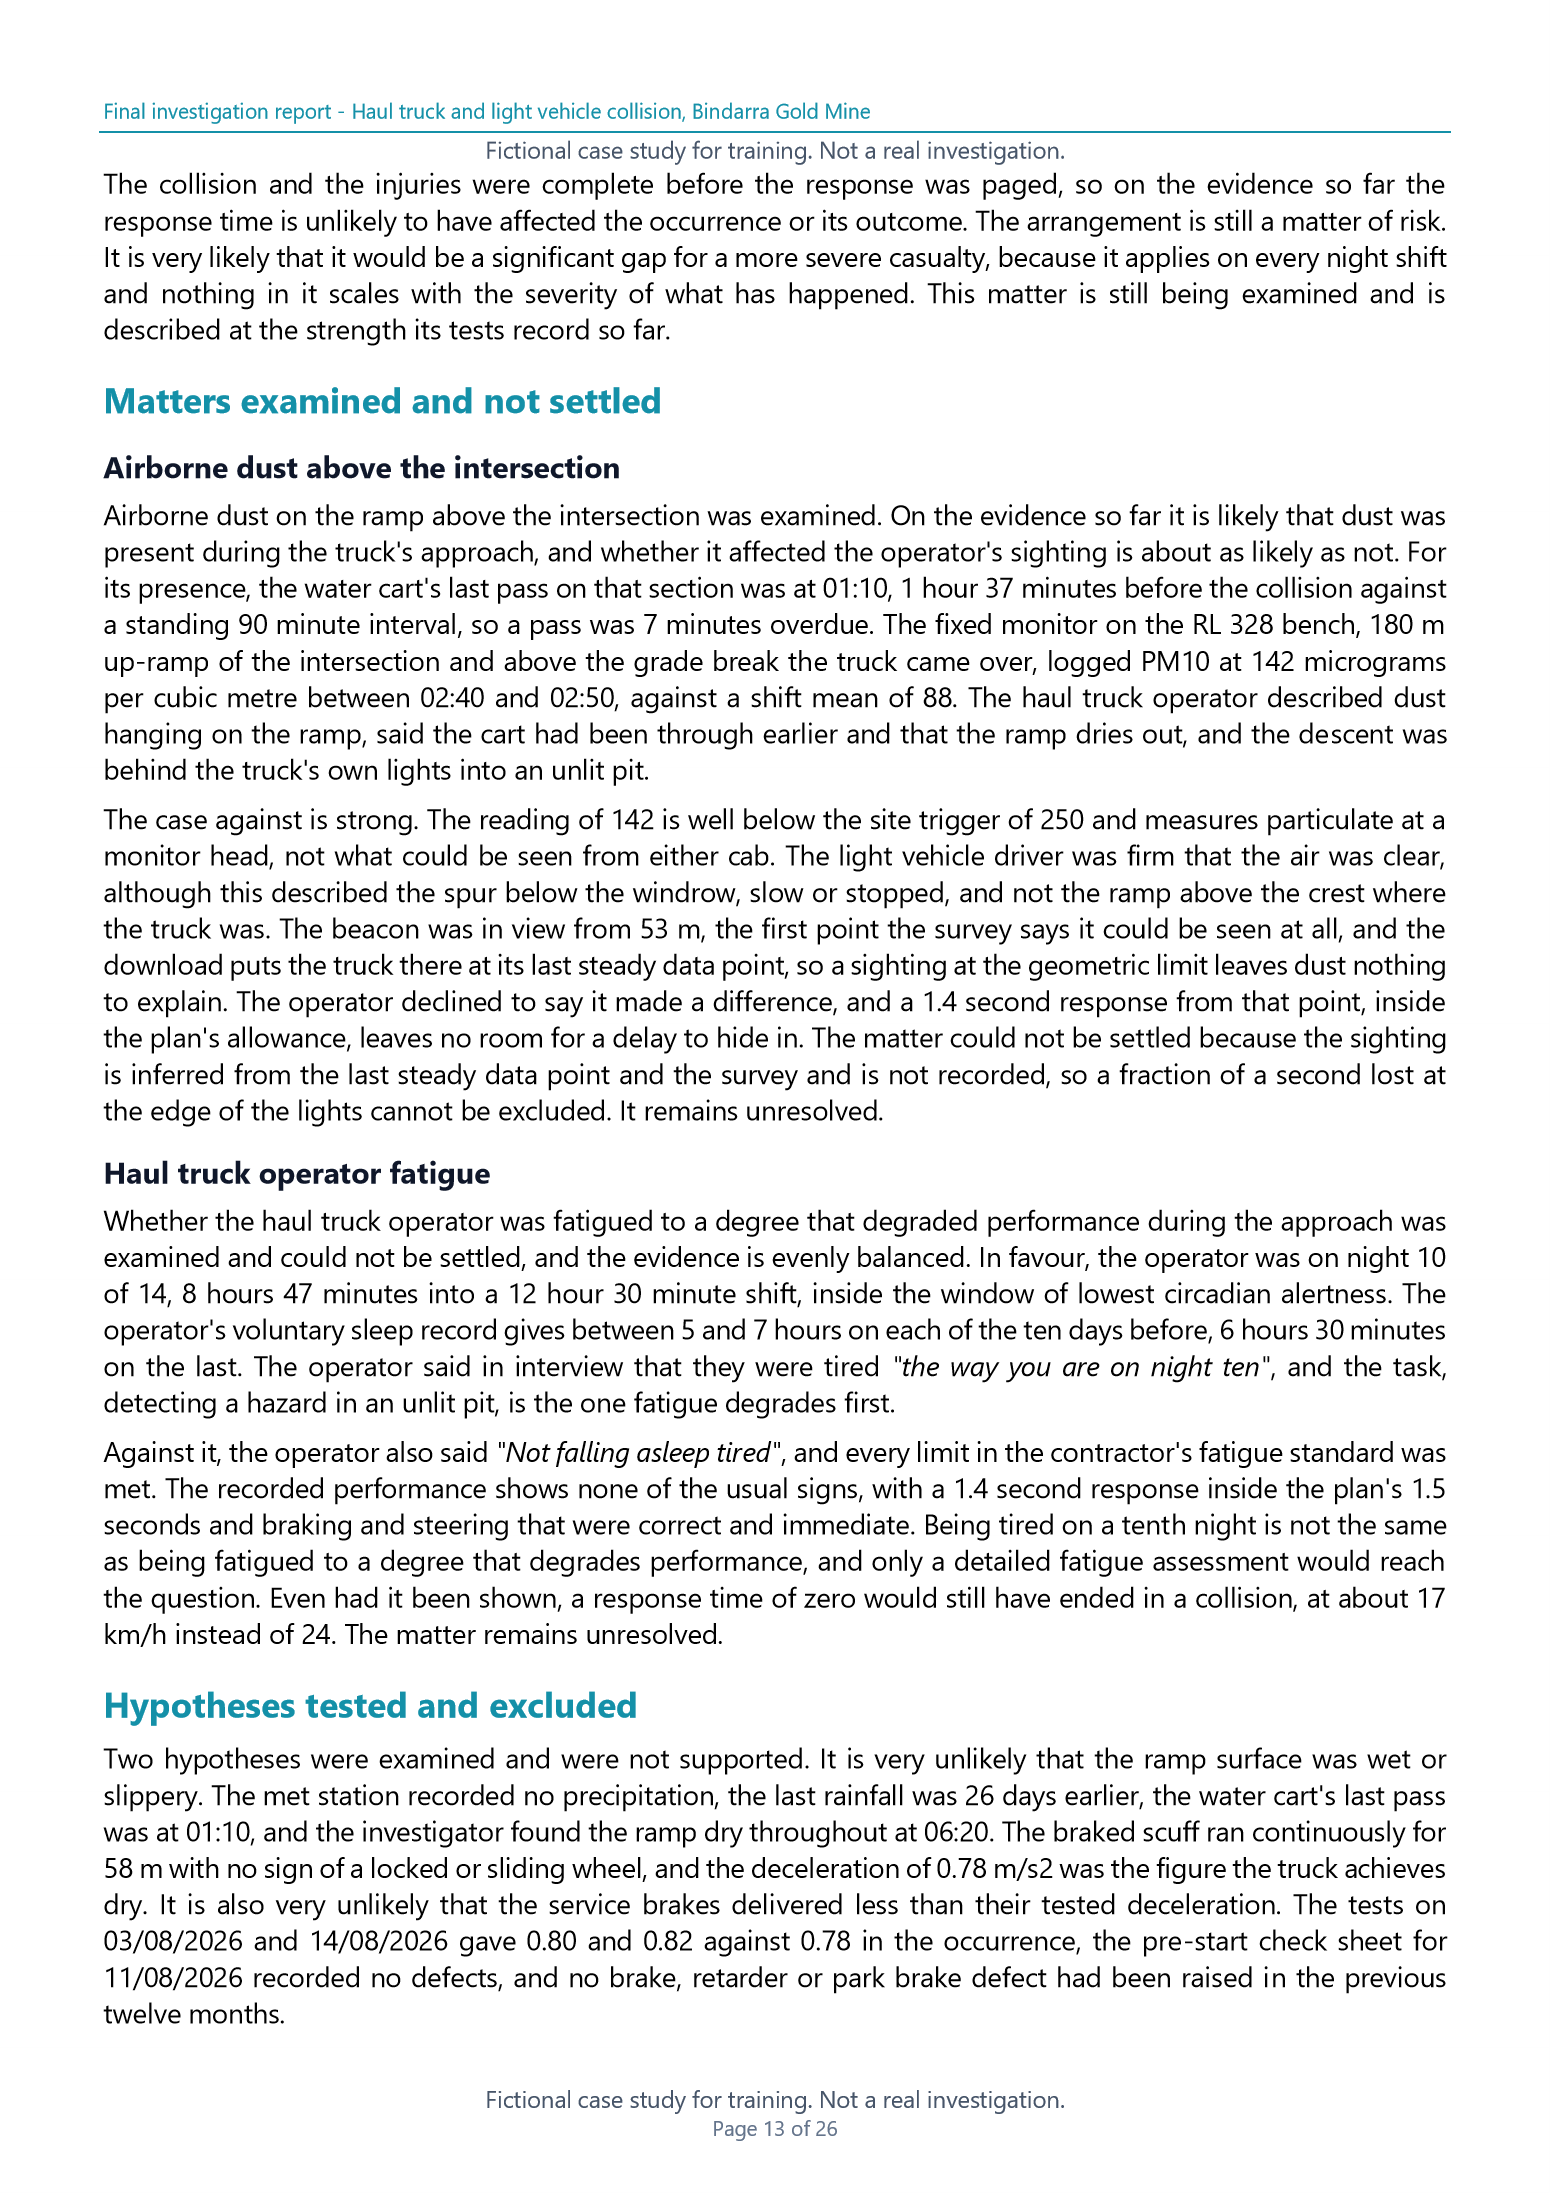 Final investigation report - Haul truck and light vehicle collision, Bindarra Gold Mine
Fictional case study for training. Not a real investigation.
The collision and the injuries were complete before the response was paged, so on the evidence so far the
response time is unlikely to have affected the occurrence or its outcome. The arrangement is still a matter of risk.
It is very likely that it would be a significant gap for a more severe casualty, because it applies on every night shift
and nothing in it scales with the severity of what has happened. This matter is still being examined and is
described at the strength its tests record so far.
Matters examined and not settled
Airborne dust above the intersection
Airborne dust on the ramp above the intersection was examined. On the evidence so far it is likely that dust was
present during the truck's approach, and whether it affected the operator's sighting is about as likely as not. For
its presence, the water cart's last pass on that section was at 01:10, 1 hour 37 minutes before the collision against
a standing 90 minute interval, so a pass was 7 minutes overdue. The fixed monitor on the RL 328 bench, 180 m
up-ramp of the intersection and above the grade break the truck came over, logged PM10 at 142 micrograms
per cubic metre between 02:40 and 02:50, against a shift mean of 88. The haul truck operator described dust
hanging on the ramp, said the cart had been through earlier and that the ramp dries out, and the descent was
behind the truck's own lights into an unlit pit.
The case against is strong. The reading of 142 is well below the site trigger of 250 and measures particulate at a
monitor head, not what could be seen from either cab. The light vehicle driver was firm that the air was clear,
although this described the spur below the windrow, slow or stopped, and not the ramp above the crest where
the truck was. The beacon was in view from 53 m, the first point the survey says it could be seen at all, and the
download puts the truck there at its last steady data point, so a sighting at the geometric limit leaves dust nothing
to explain. The operator declined to say it made a difference, and a 1.4 second response from that point, inside
the plan's allowance, leaves no room for a delay to hide in. The matter could not be settled because the sighting
is inferred from the last steady data point and the survey and is not recorded, so a fraction of a second lost at
the edge of the lights cannot be excluded. It remains unresolved.
Haul truck operator fatigue
Whether the haul truck operator was fatigued to a degree that degraded performance during the approach was
examined and could not be settled, and the evidence is evenly balanced. In favour, the operator was on night 10
of 14, 8 hours 47 minutes into a 12 hour 30 minute shift, inside the window of lowest circadian alertness. The
operator's voluntary sleep record gives between 5 and 7 hours on each of the ten days before, 6 hours 30 minutes
on the last. The operator said in interview that they were tired "the way you are on night ten", and the task,
detecting a hazard in an unlit pit, is the one fatigue degrades first.
Against it, the operator also said "Not falling asleep tired", and every limit in the contractor's fatigue standard was
met. The recorded performance shows none of the usual signs, with a 1.4 second response inside the plan's 1.5
seconds and braking and steering that were correct and immediate. Being tired on a tenth night is not the same
as being fatigued to a degree that degrades performance, and only a detailed fatigue assessment would reach
the question. Even had it been shown, a response time of zero would still have ended in a collision, at about 17
km/h instead of 24. The matter remains unresolved.
Hypotheses tested and excluded
Two hypotheses were examined and were not supported. It is very unlikely that the ramp surface was wet or
slippery. The met station recorded no precipitation, the last rainfall was 26 days earlier, the water cart's last pass
was at 01:10, and the investigator found the ramp dry throughout at 06:20. The braked scuff ran continuously for
58 m with no sign of a locked or sliding wheel, and the deceleration of 0.78 m/s2 was the figure the truck achieves
dry. It is also very unlikely that the service brakes delivered less than their tested deceleration. The tests on
03/08/2026 and 14/08/2026 gave 0.80 and 0.82 against 0.78 in the occurrence, the pre-start check sheet for
11/08/2026 recorded no defects, and no brake, retarder or park brake defect had been raised in the previous
twelve months.
Fictional case study for training. Not a real investigation.
Page 13 of 26